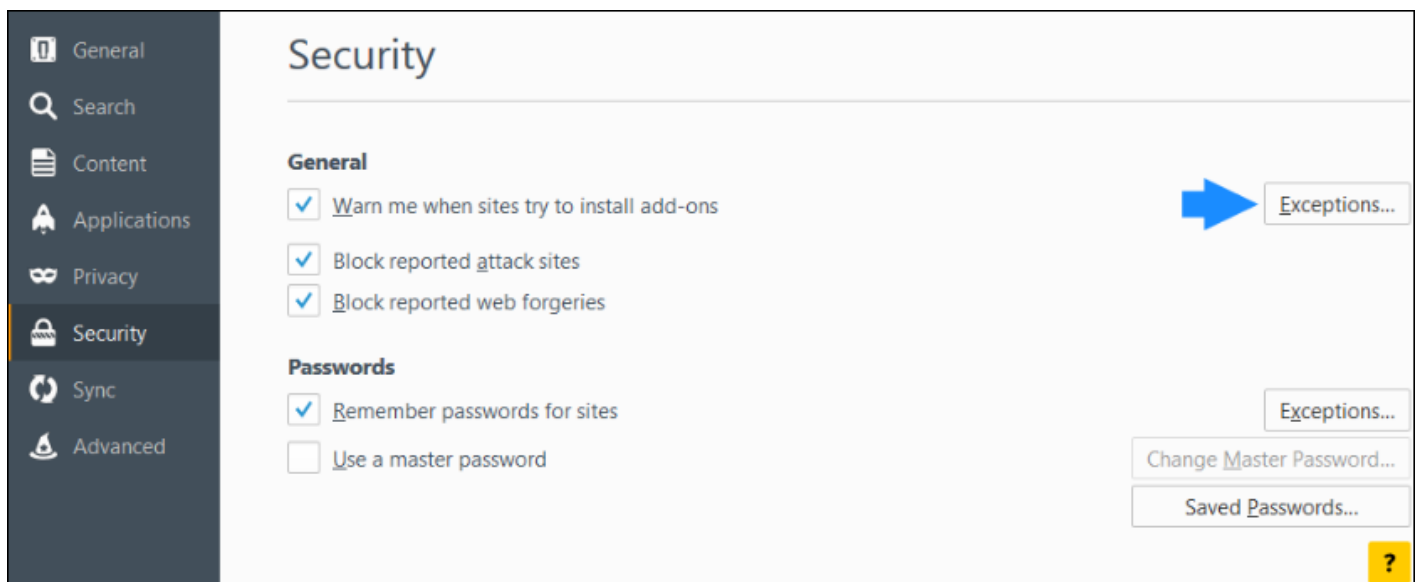 General
Search
Content
Applications
Privacy
Security
Sync
Advanced
Security
General
Warn me when sites try to install add-ons
Exceptions...
Block reported attack sites
Block reported web forgeries
Passwords
Remember passwords for sites
Exceptions...
Use a master password
Change Master Password...
Saved Passwords...
?